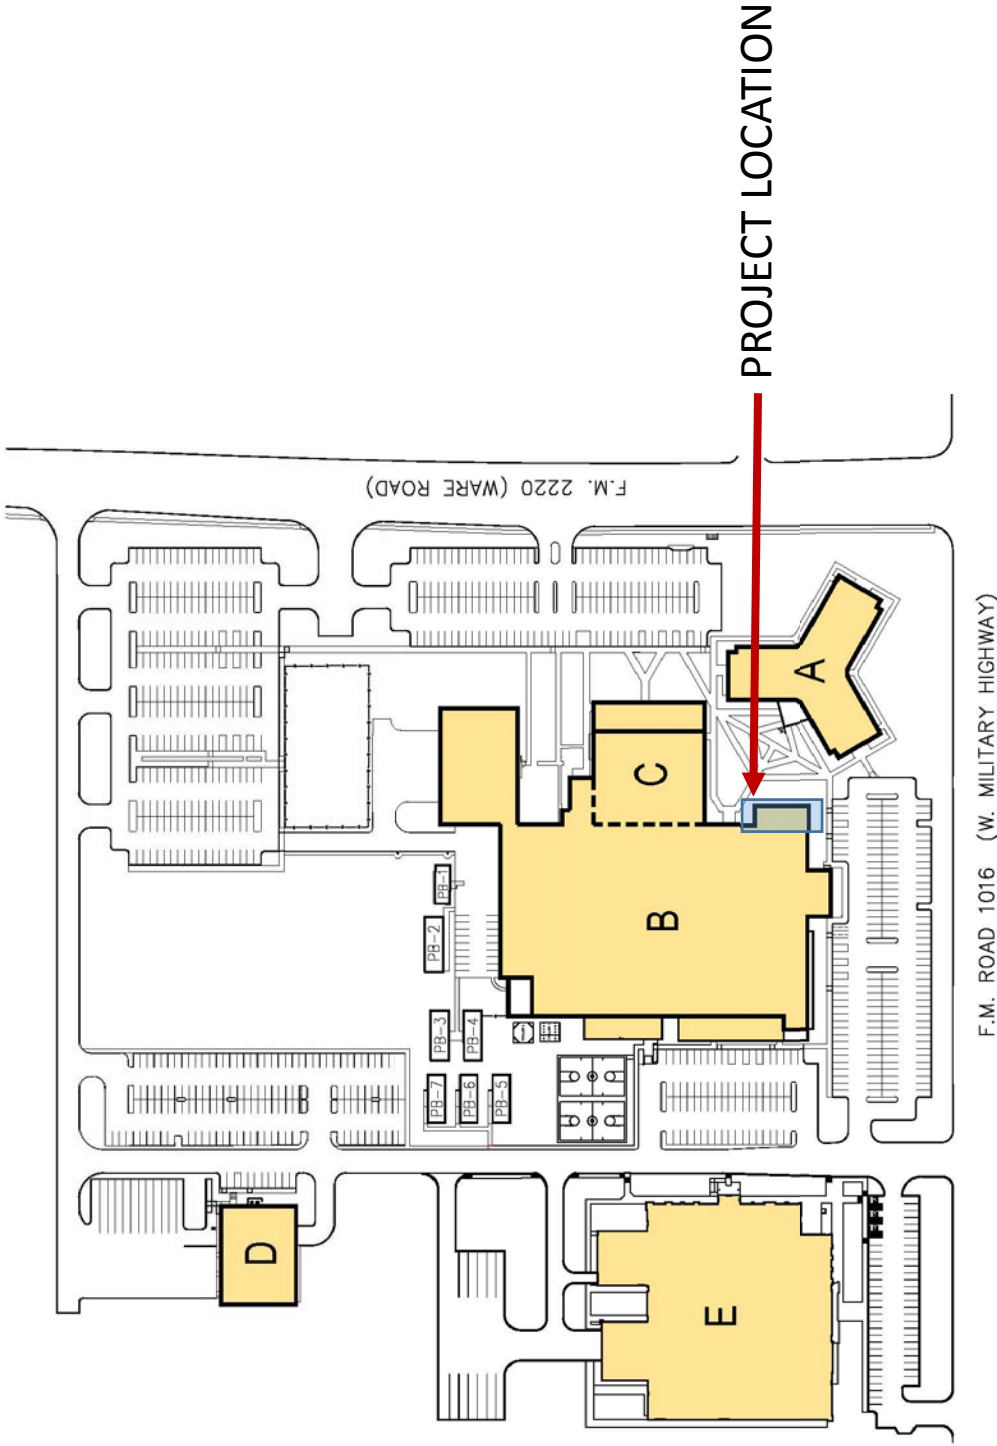 PROJECT LOCATION
F.M. 2220 (WARE ROAD)
A
C
B
PB-1
PB-2
PB-3
PB-4
PB-7
PB-6
PB-5
D
E
F.M. ROAD 1016 (W. MILITARY HIGHWAY)